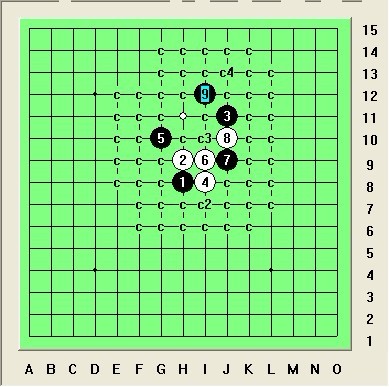 15
c c c c c 14
c c c c4 c c 13
c c c c 9 c c c 12
c c c c 3 c c 11
c c 5 c c3 8 c c 10
c c c 2 6 7 c c 9
c c c 1 4 c c c 8
c c c c2 c c c 7
c c c c c c 6
5
4
3
2
1
A B C D E F G H I J K L M N O